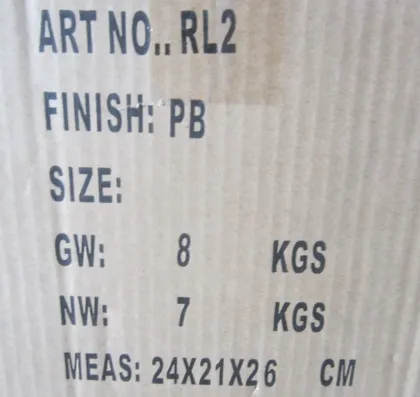 ART NO.. RL2
FINISH: PB
SIZE:
GW: 8 KGS
NW: 7 KGS
MEAS: 24X21X26 CM